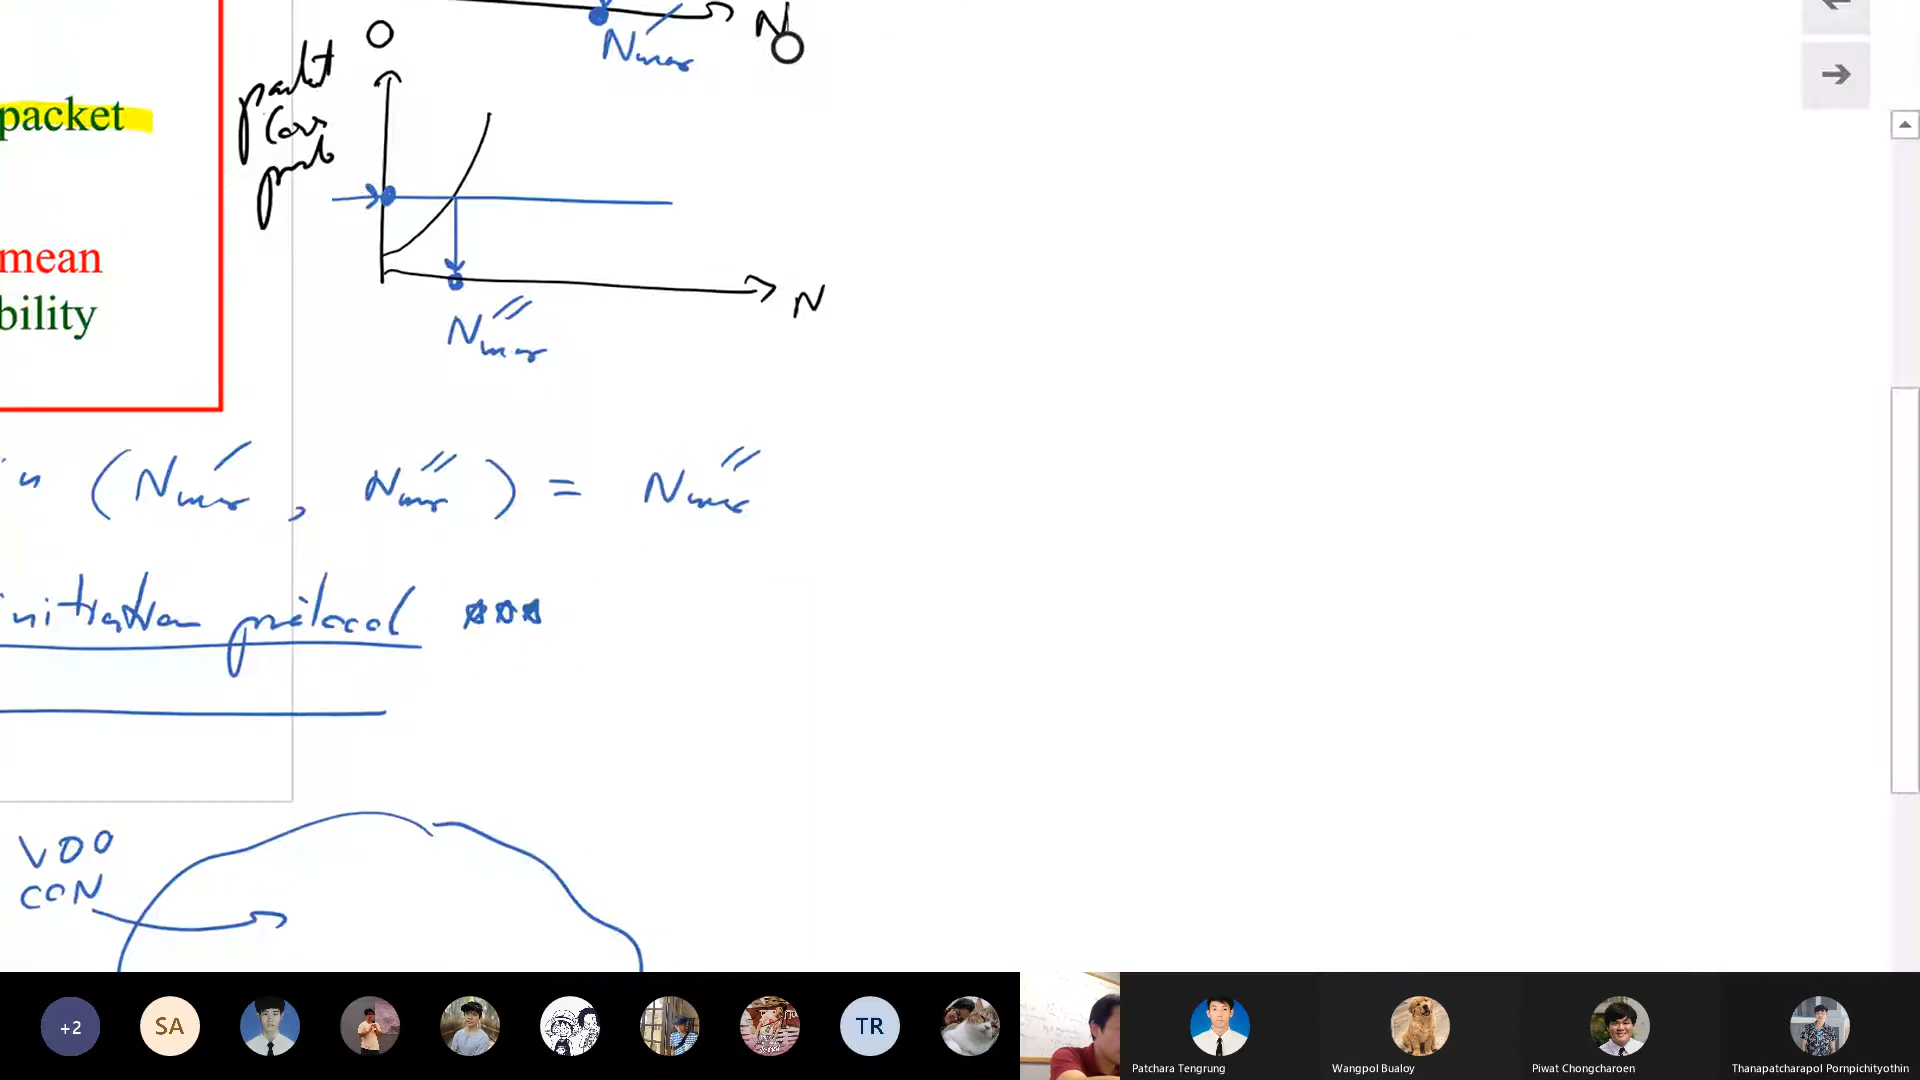 N
N'max
O
packet
loss
prob
packet
mean
bility
N
N''max
(N'max, N''max) = N''max
initiation protocol ***
VDO
CON
+2
SA
TR
Patchara Tengrung
Wangpol Bualoy
Piwat Chongcharoen
Thanapatcharapol Pornpichityothin